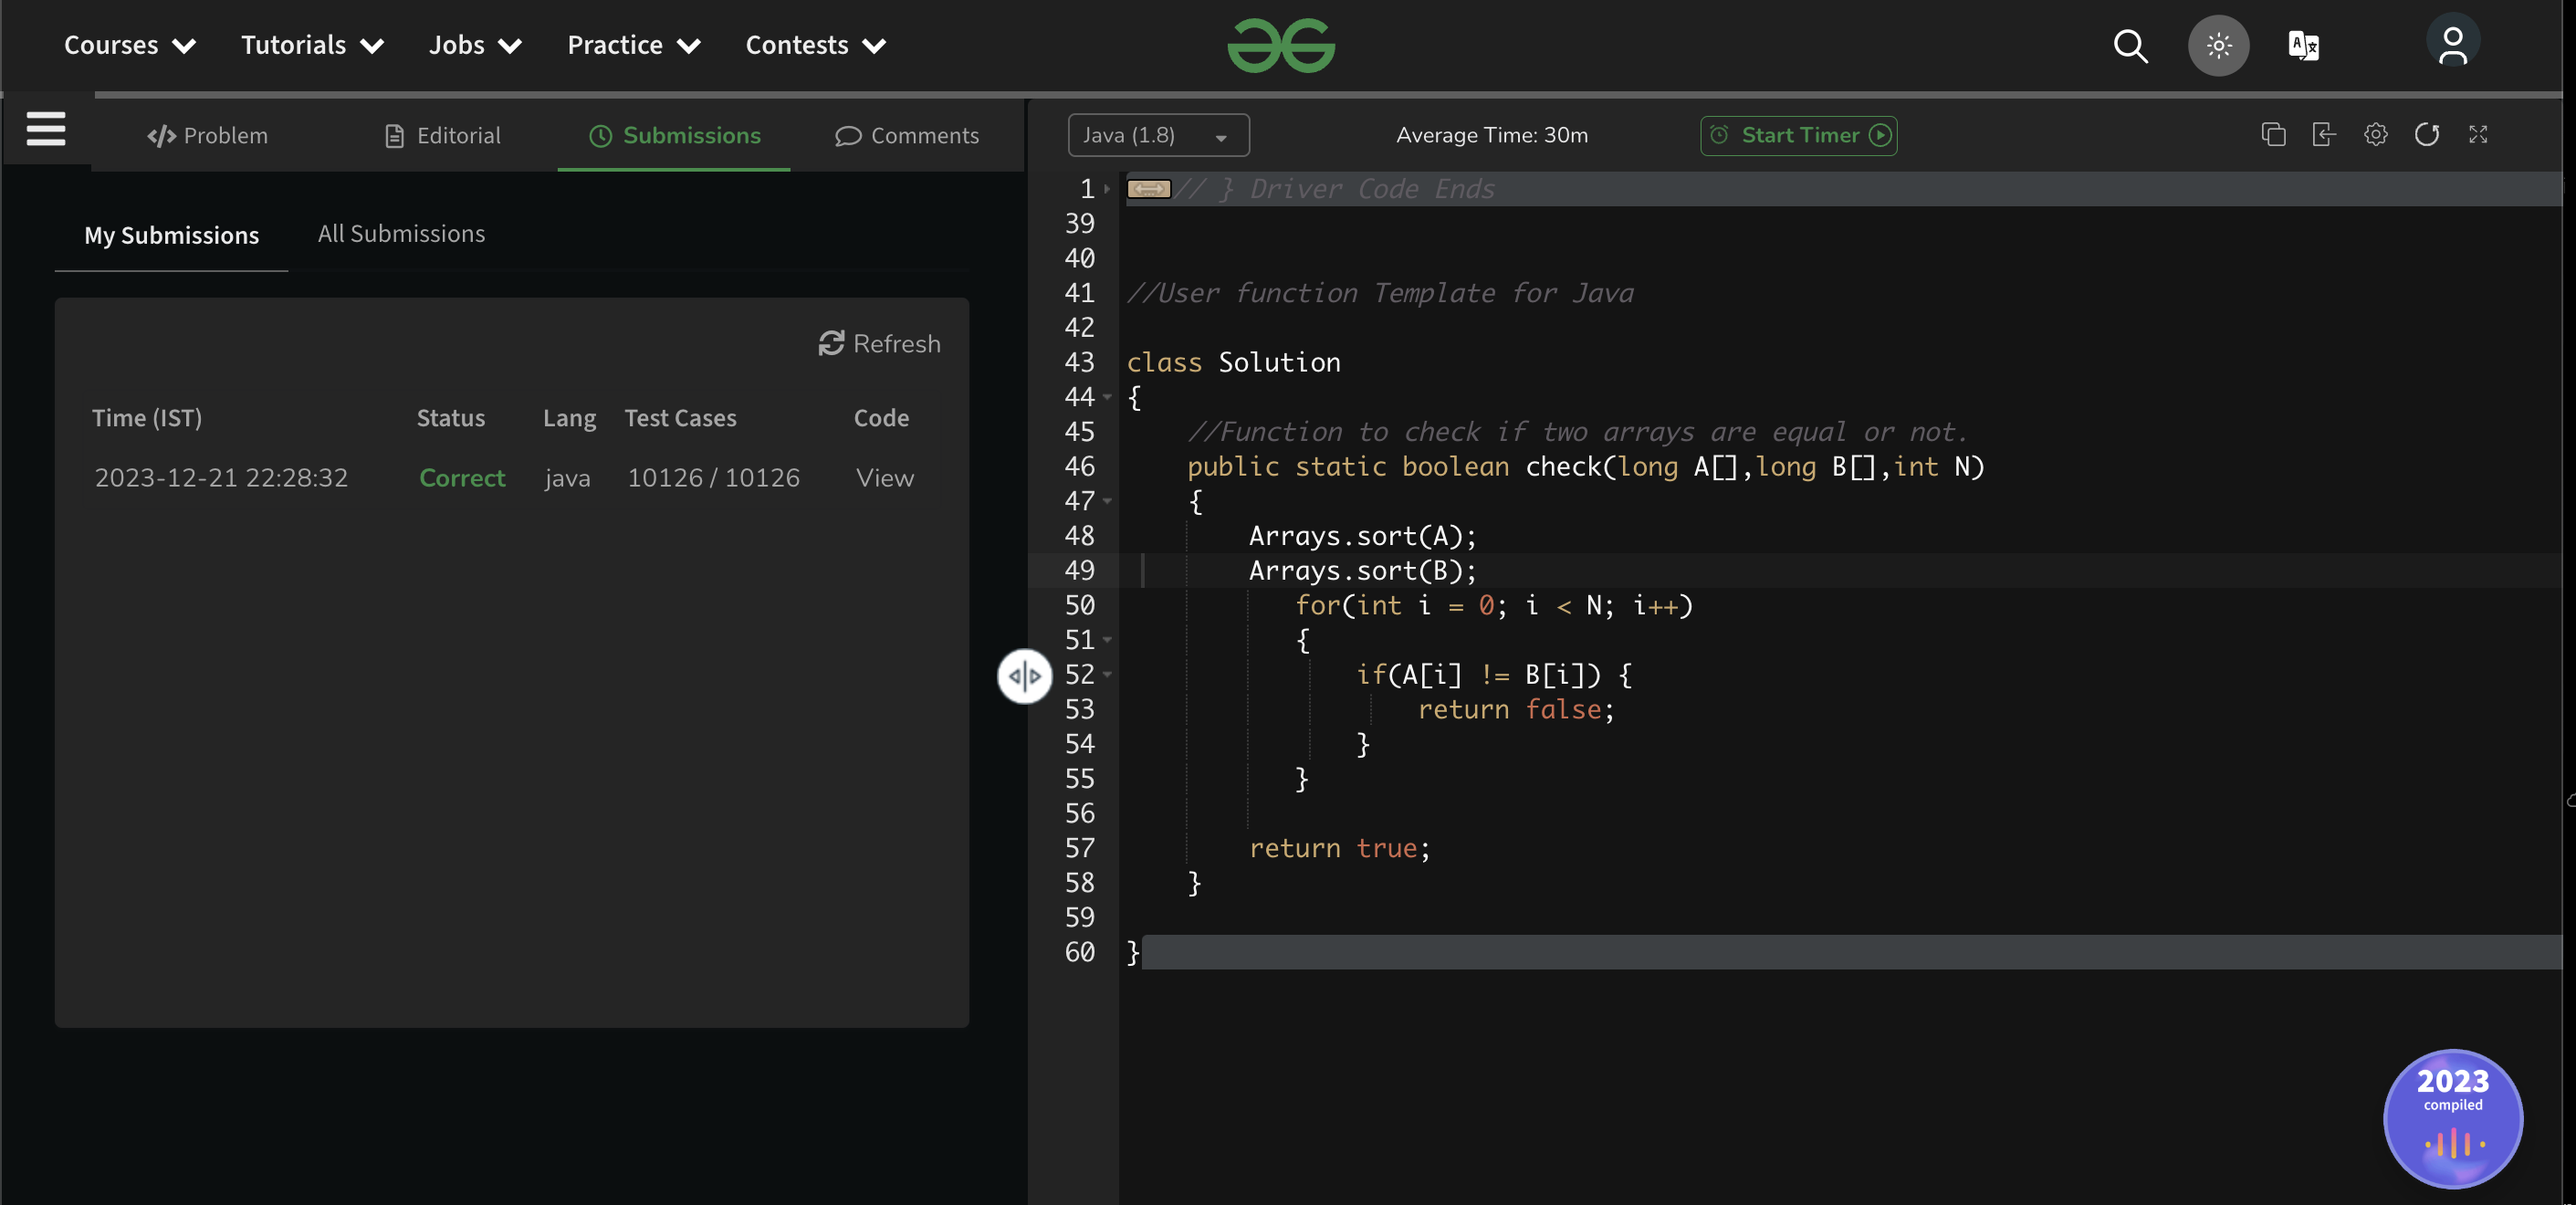 Courses Tutorials Jobs Practice Contests
Problem Editorial Submissions Comments
My Submissions All Submissions
Refresh
Time (IST) Status Lang Test Cases Code
2023-12-21 22:28:32 Correct java 10126 / 10126 View
Java (1.8) Average Time: 30m Start Timer
1 // } Driver Code Ends
39
40
41 //User function Template for Java
42
43 class Solution
44 {
45 //Function to check if two arrays are equal or not.
46 public static boolean check(long A[],long B[],int N)
47 {
48 Arrays.sort(A);
49 Arrays.sort(B);
50 for(int i = 0; i < N; i++)
51 {
52 if(A[i] != B[i]) {
53 return false;
54 }
55 }
56
57 return true;
58 }
59
60 }
2023
compiled